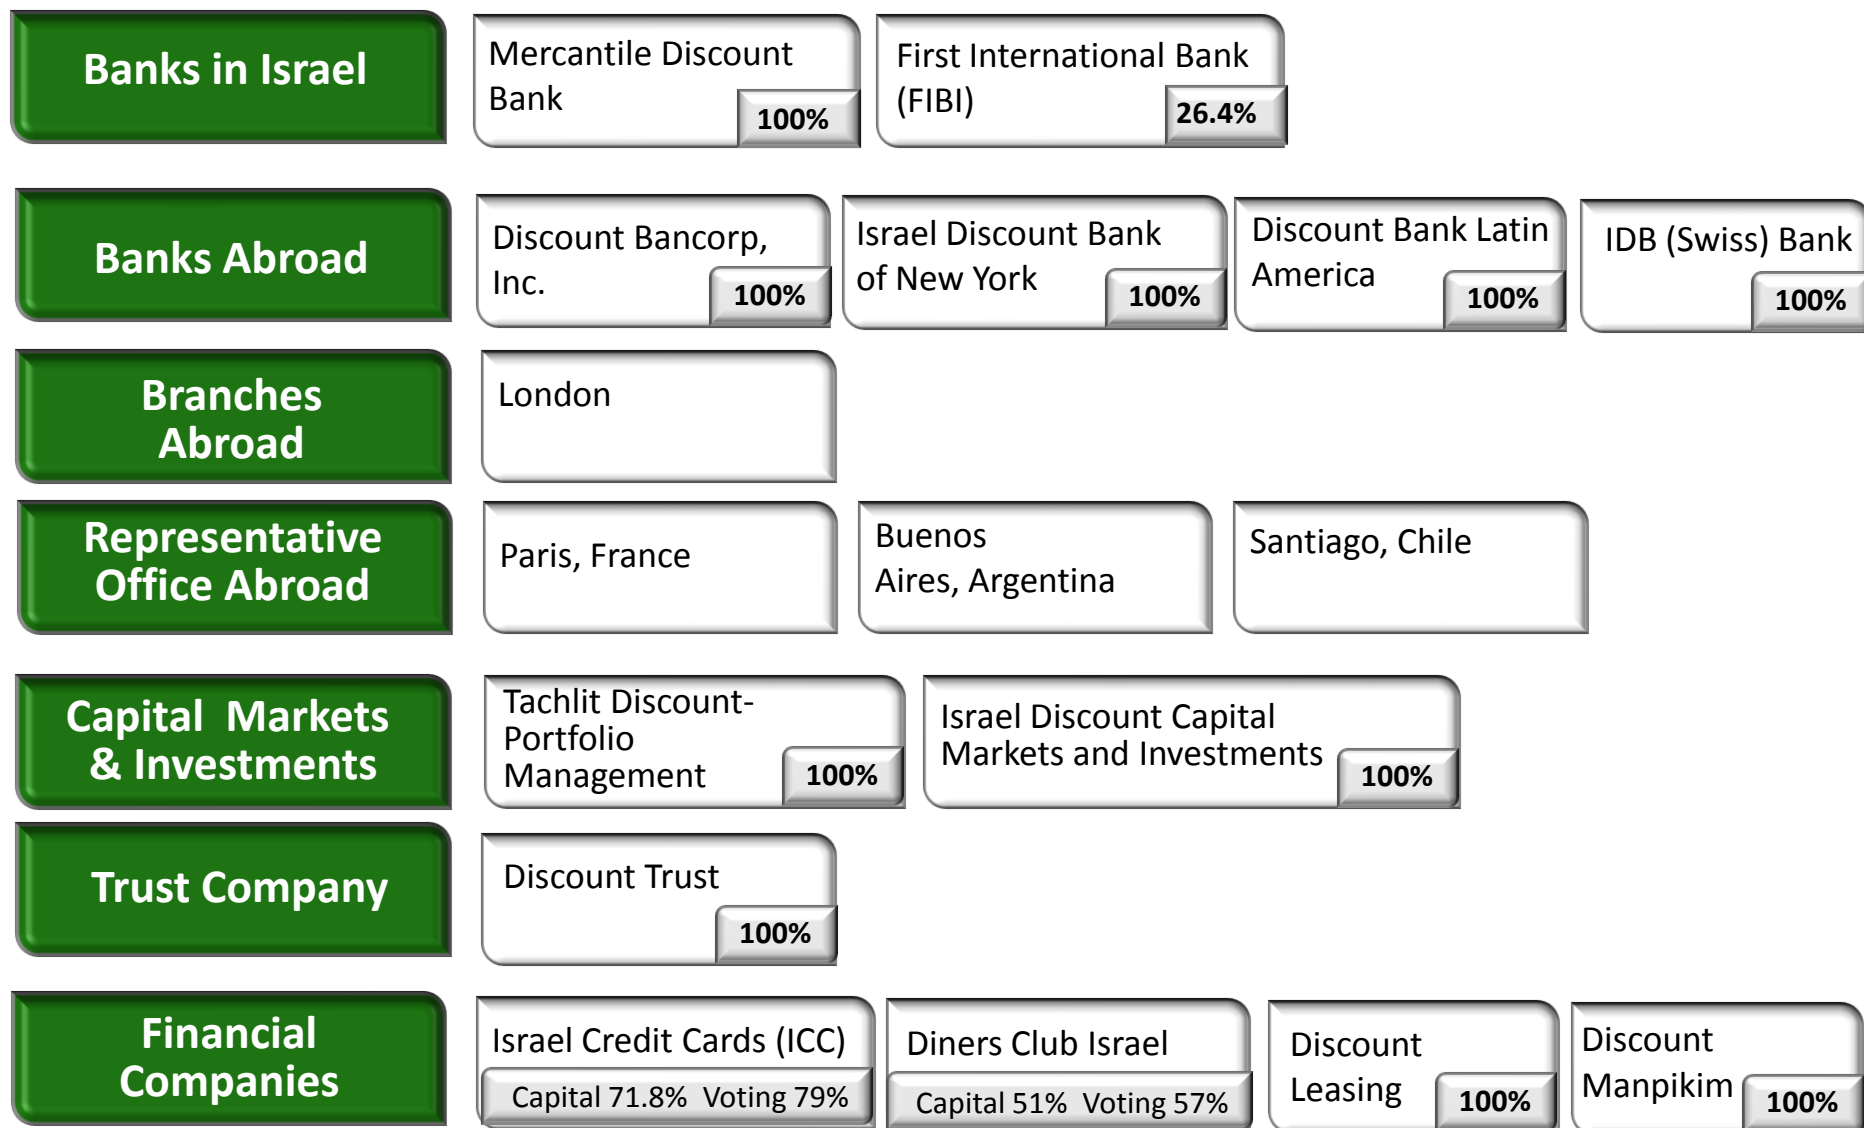 Banks in Israel
Mercantile Discount
Bank
100%
First International Bank
(FIBI)
26.4%
Banks Abroad
Discount Bancorp,
Inc.
100%
Israel Discount Bank
of New York
100%
Discount Bank Latin
America
100%
IDB (Swiss) Bank
100%
Branches
Abroad
London
Representative
Office Abroad
Paris, France
Buenos
Aires, Argentina
Santiago, Chile
Capital Markets
& Investments
Tachlit Discount-
Portfolio
Management
100%
Israel Discount Capital
Markets and Investments
100%
Trust Company
Discount Trust
100%
Financial
Companies
Israel Credit Cards (ICC)
Capital 71.8% Voting 79%
Diners Club Israel
Capital 51% Voting 57%
Discount
Leasing
100%
Discount
Manpikim
100%